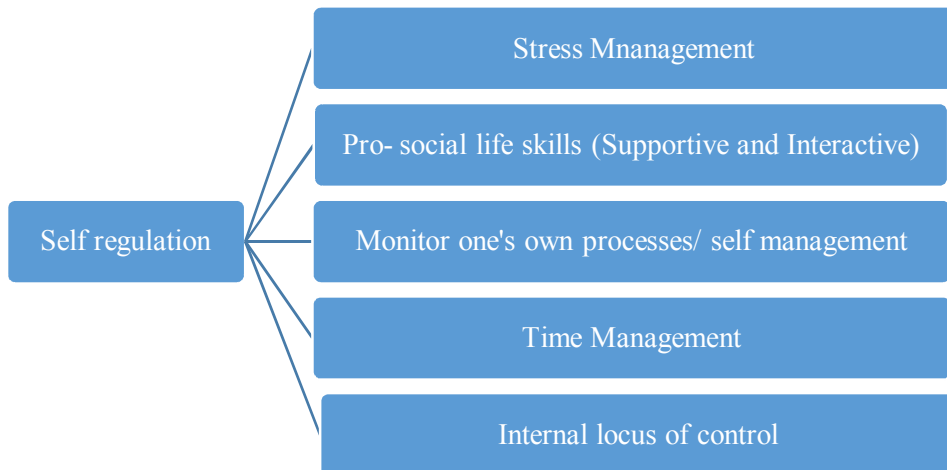 Stress Mnanagement
Pro- social life skills (Supportive and Interactive)
Self regulation
Monitor one's own processes/ self management
Time Management
Internal locus of control